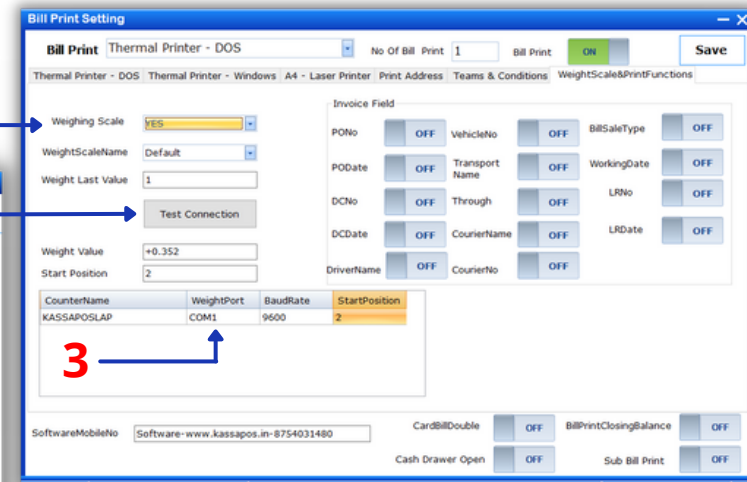 Bill Print Setting
Bill Print Thermal Printer - DOS No Of Bill Print 1 Bill Print ON Save
Thermal Printer - DOS Thermal Printer - Windows A4 - Laser Printer Print Address Teams & Conditions WeightScale&PrintFunctions
Invoice Field
Weighing Scale YES
PONo OFF VehicleNo OFF BillSaleType OFF
WeightScaleName Default
PODate OFF Transport Name OFF WorkingDate OFF
Weight Last Value 1
DCNo OFF Through OFF LRNo OFF
Test Connection
DCDate OFF CourierName OFF LRDate OFF
Weight Value +0.352
Start Position 2
DriverName OFF CourierNo OFF
CounterName WeightPort BaudRate StartPosition
KASSAPOSLAP COM1 9600 2
3
SoftwareMobileNo Software-www.kassapos.in-8754031480
CardBillDouble OFF BillPrintClosingBalance OFF
Cash Drawer Open OFF Sub Bill Print OFF